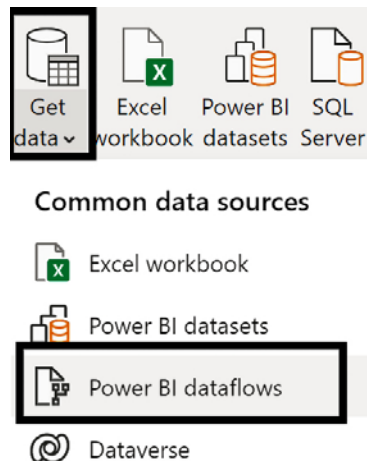 Get Excel Power BI SQL
data workbook datasets Server
Common data sources
Excel workbook
Power BI datasets
Power BI dataflows
Dataverse